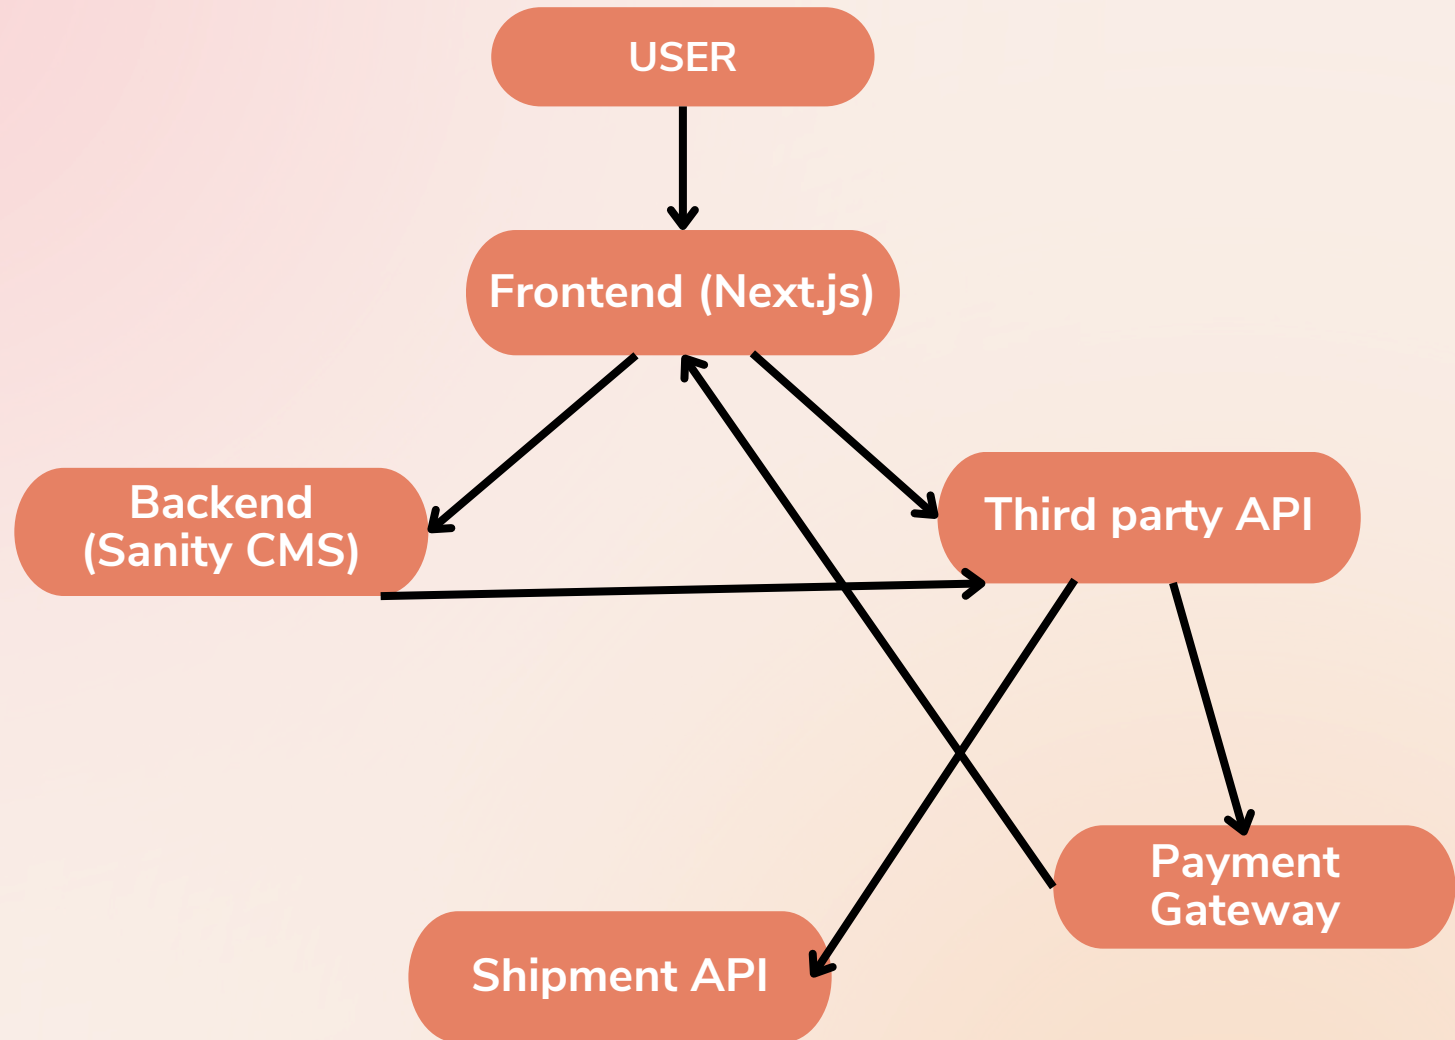 USER
Frontend (Next.js)
Backend
(Sanity CMS)
Third party API
Payment
Gateway
Shipment API